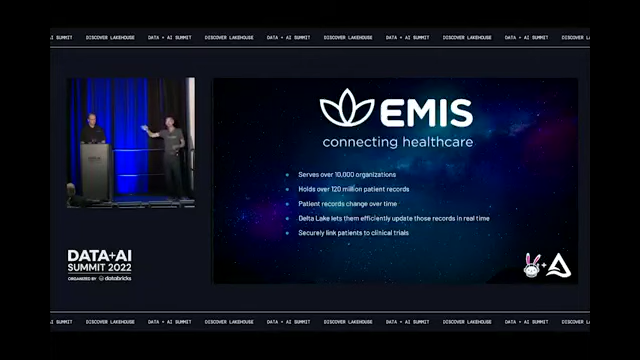 AI SUMMIT DISCOVER LAKEHOUSE DATA + AI SUMMIT DISCOVER LAKEHOUSE DATA + AI SUMMIT DISCOVER LAKEHOUSE DATA + AI SUMMIT DISCOVER LAKEHOUSE DATA + AI SUMMIT DISC
EMIS
connecting healthcare
Serves over 10,000 organizations
Holds over 120 million patient records
Patient records change over time
Delta Lake lets them efficiently update those records in real time
Securely link patients to clinical trials
DATA+AI
SUMMIT 2022
ORGANIZED BY databricks
+
AI SUMMIT DISCOVER LAKEHOUSE DATA + AI SUMMIT DISCOVER LAKEHOUSE DATA + AI SUMMIT DISCOVER LAKEHOUSE DATA + AI SUMMIT DISCOVER LAKEHOUSE DATA + AI SUMMIT DISC